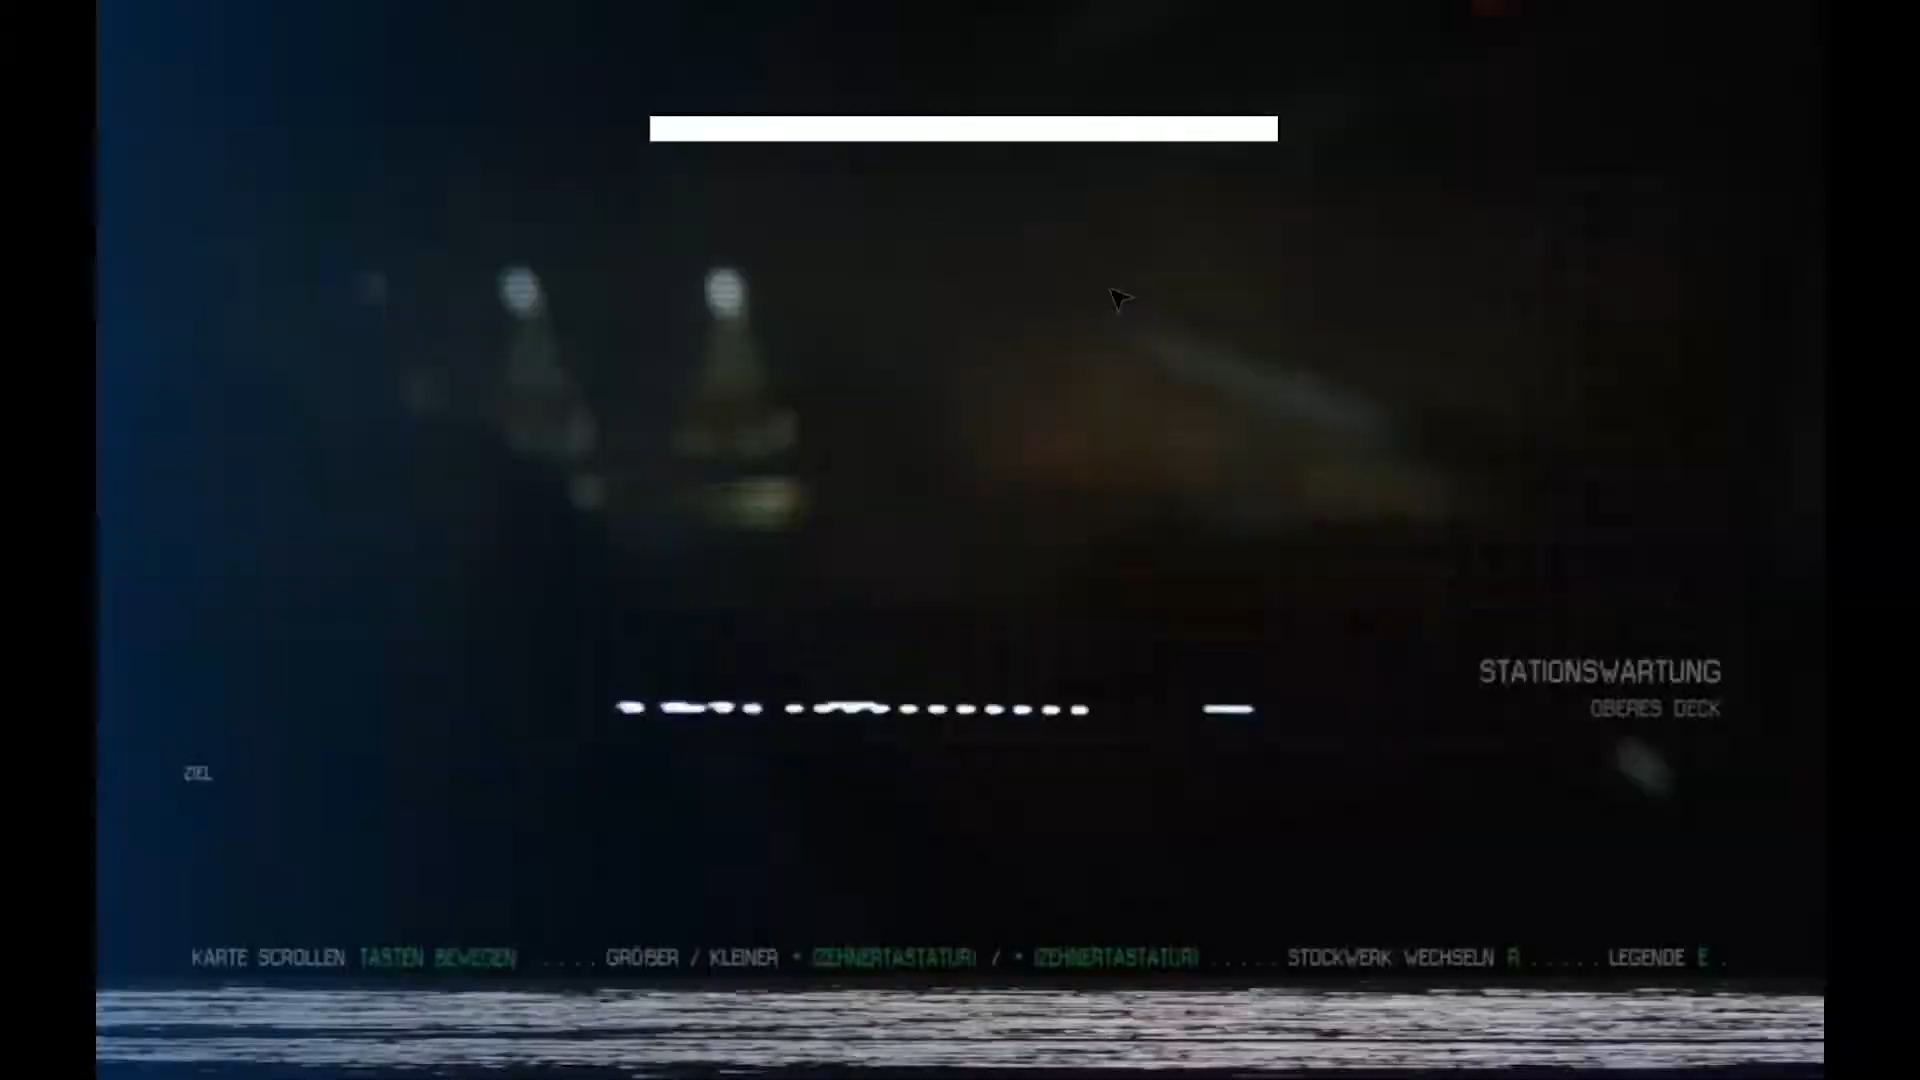 STATIONSWARTUNG
OBERES DECK
ZIEL
KARTE SCROLLEN TASTEN BEWEGEN ..... GRÖßER / KLEINER + (ZEHNERTASTATUR) / - (ZEHNERTASTATUR) ...... STOCKWERK WECHSELN R ...... LEGENDE E .